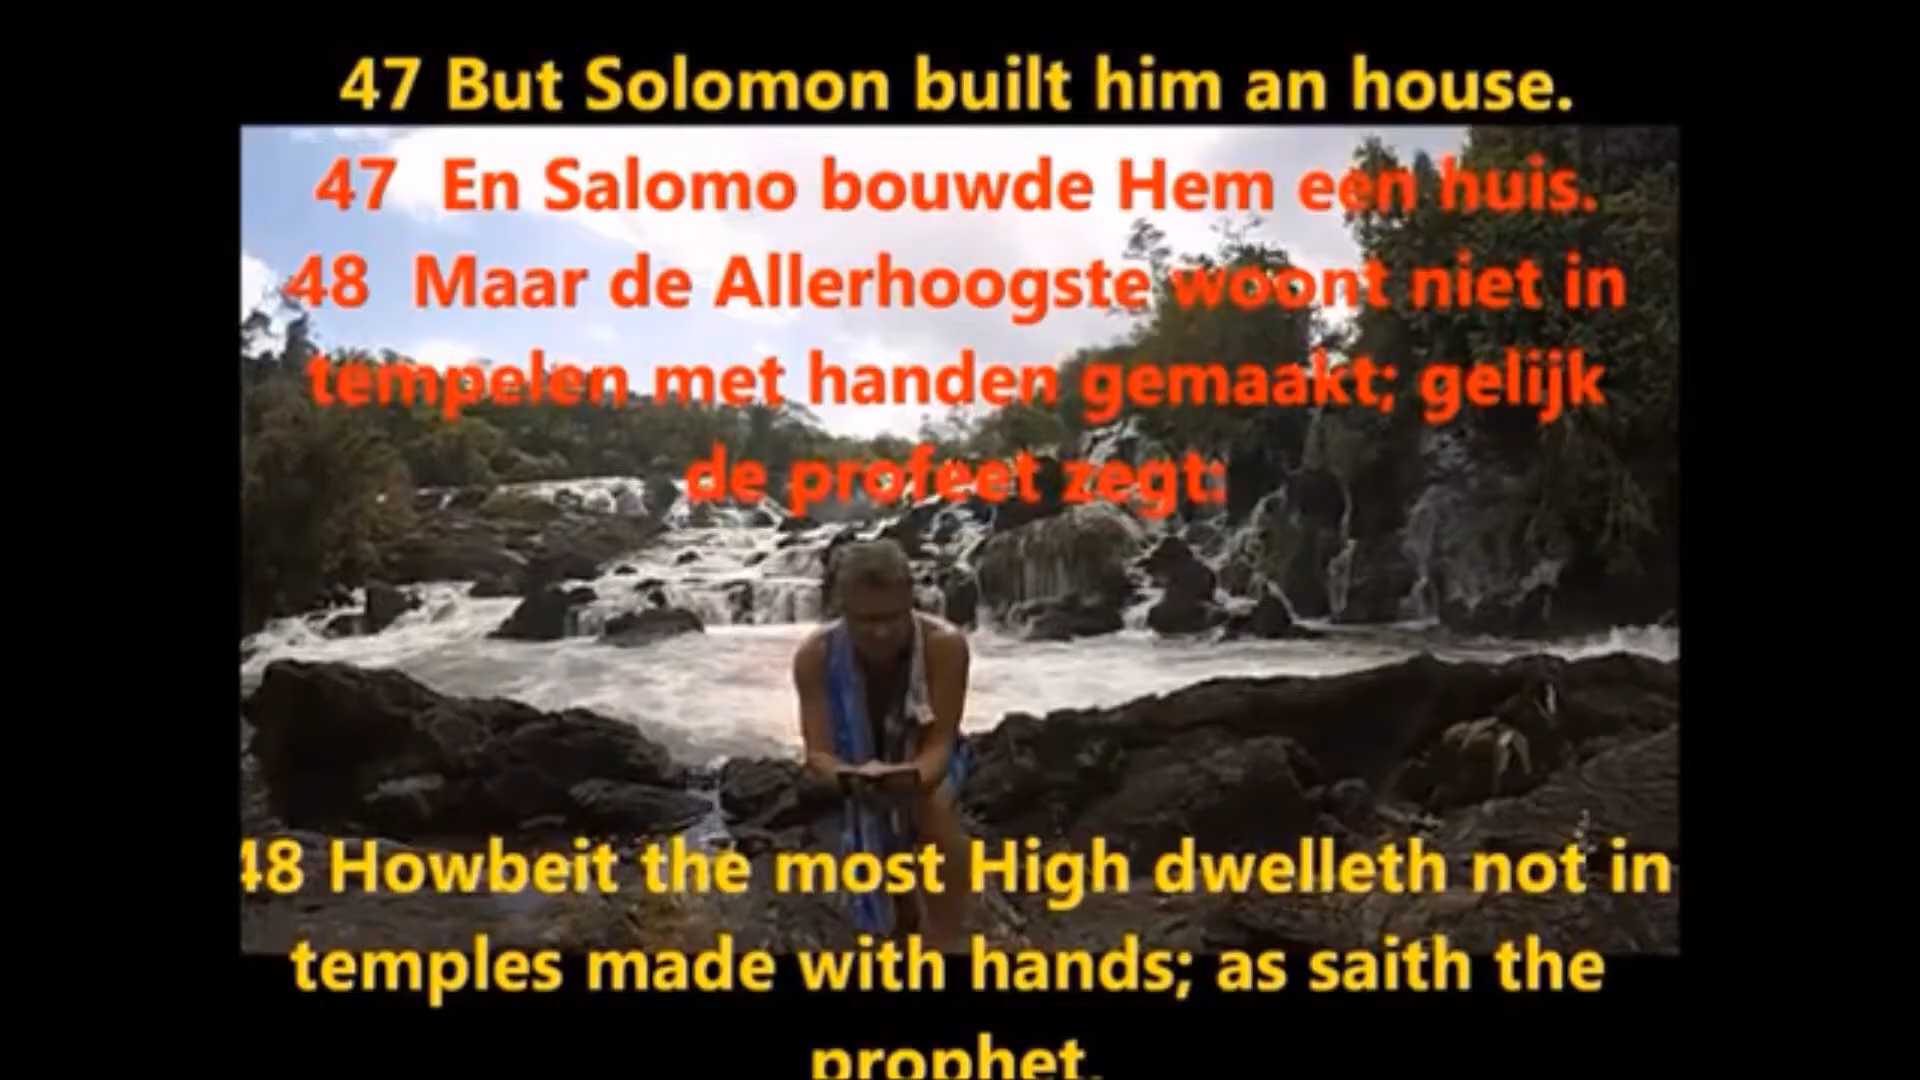 47 But Solomon built him an house.
47 En Salomo bouwde Hem een huis.
48 Maar de Allerhoogste woont niet in
tempelen met handen gemaakt; gelijk
de profeet zegt:
48 Howbeit the most High dwelleth not in
temples made with hands; as saith the
prophet,